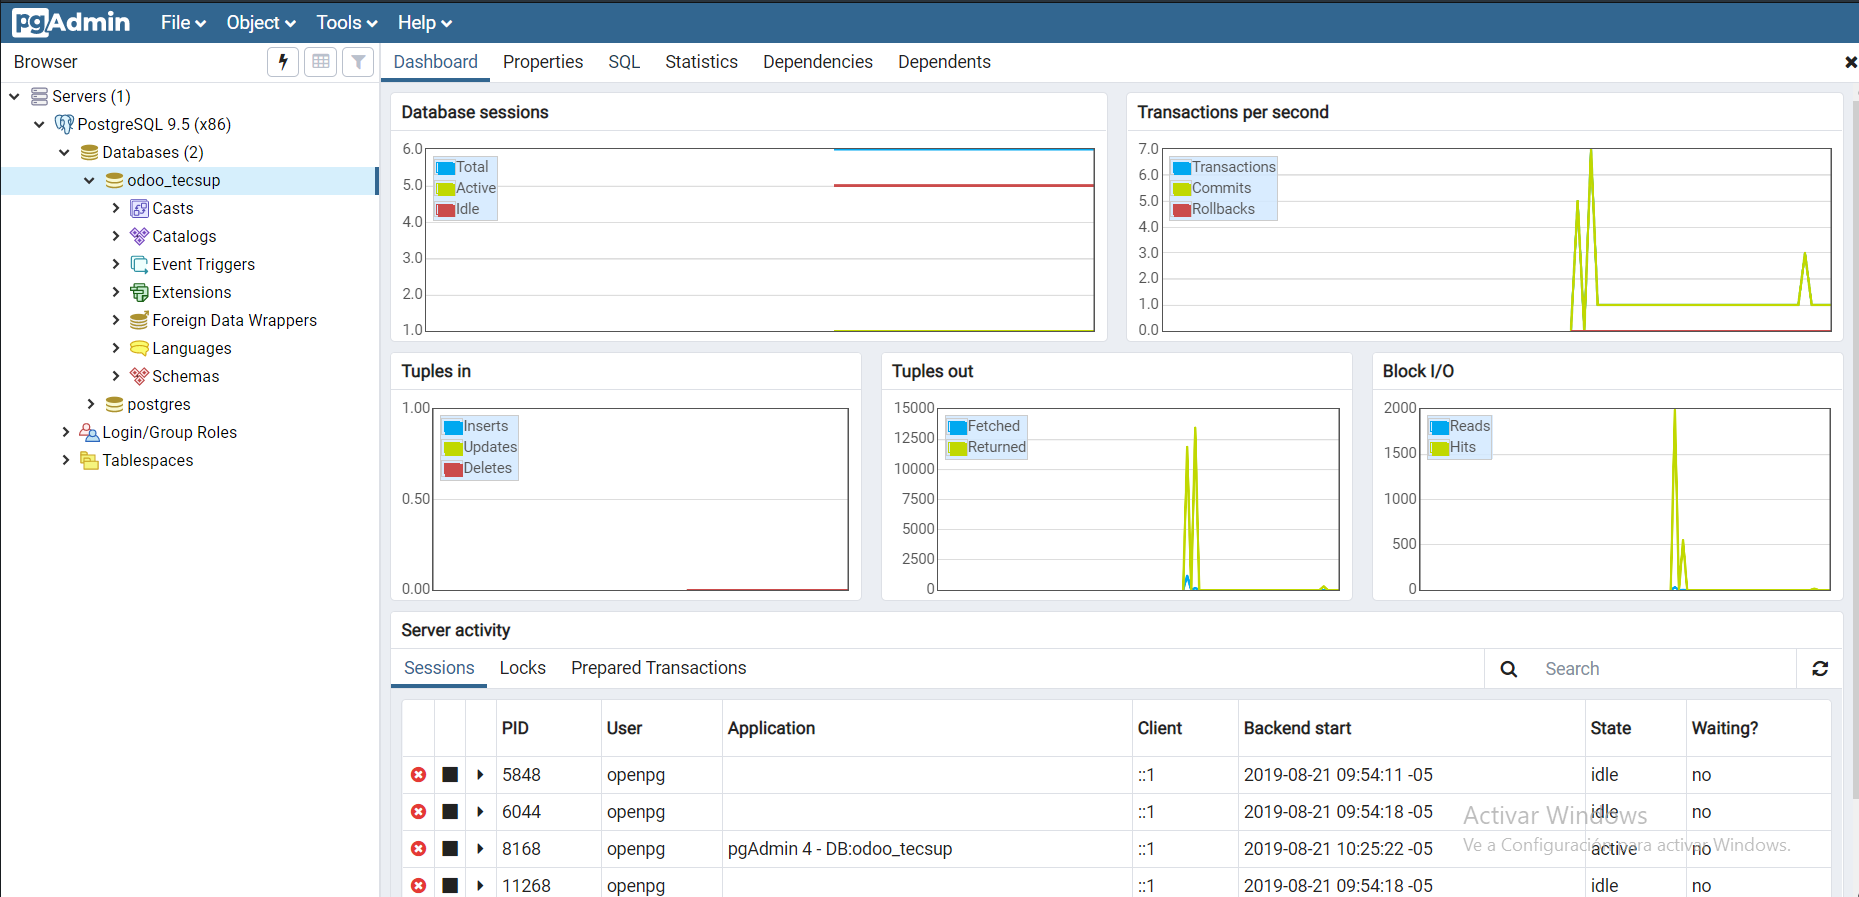 pgAdmin File Object Tools Help
Browser
Dashboard Properties SQL Statistics Dependencies Dependents
Servers (1)
PostgreSQL 9.5 (x86)
Databases (2)
odoo_tecsup
Casts
Catalogs
Event Triggers
Extensions
Foreign Data Wrappers
Languages
Schemas
postgres
Login/Group Roles
Tablespaces
Database sessions
6.0
5.0
4.0
3.0
2.0
1.0
Total
Active
Idle
Transactions per second
7.0
6.0
5.0
4.0
3.0
2.0
1.0
0.0
Transactions
Commits
Rollbacks
Tuples in
1.00
0.50
0.00
Inserts
Updates
Deletes
Tuples out
15000
12500
10000
7500
5000
2500
0
Fetched
Returned
Block I/O
2000
1500
1000
500
0
Reads
Hits
Server activity
Sessions Locks Prepared Transactions Search
PID User Application Client Backend start State Waiting?
5848 openpg ::1 2019-08-21 09:54:11 -05 idle no
6044 openpg ::1 2019-08-21 09:54:18 -05 idle no
8168 openpg pgAdmin 4 - DB:odoo_tecsup ::1 2019-08-21 10:25:22 -05 active no
11268 openpg ::1 2019-08-21 09:54:18 -05 idle no
Activar Windows
Ve a Configuración para activar Windows.